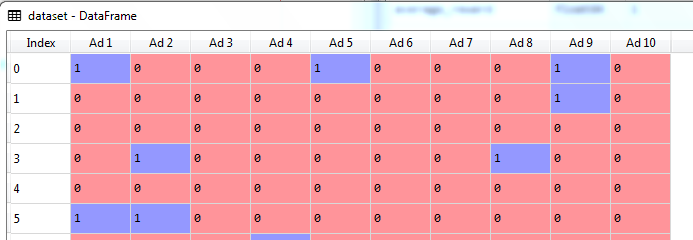 average_reward float64 1
dataset - DataFrame
Index Ad 1 Ad 2 Ad 3 Ad 4 Ad 5 Ad 6 Ad 7 Ad 8 Ad 9 Ad 10
0 1 0 0 0 1 0 0 0 1 0
1 0 0 0 0 0 0 0 0 1 0
2 0 0 0 0 0 0 0 0 0 0
3 0 1 0 0 0 0 0 1 0 0
4 0 0 0 0 0 0 0 0 0 0
5 1 1 0 0 0 0 0 0 0 0